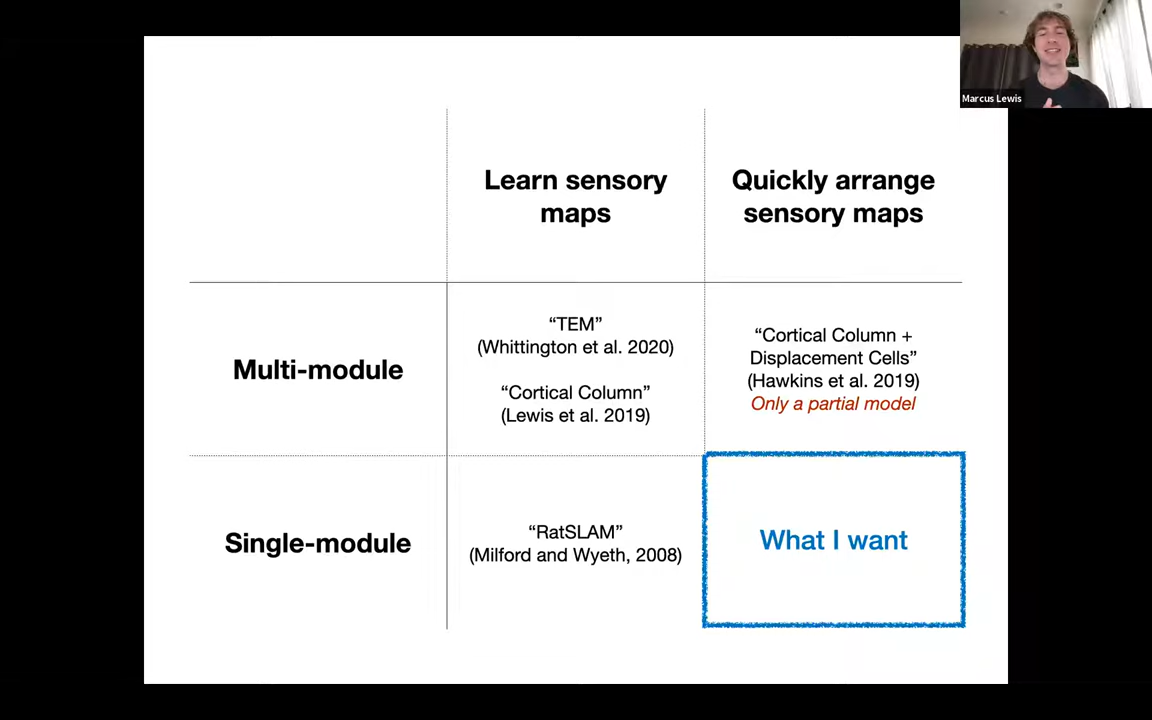 Marcus Lewis
Learn sensory
maps
Quickly arrange
sensory maps
Multi-module
“TEM”
(Whittington et al. 2020)
“Cortical Column”
(Lewis et al. 2019)
“Cortical Column +
Displacement Cells”
(Hawkins et al. 2019)
Only a partial model
Single-module
“RatSLAM”
(Milford and Wyeth, 2008)
What I want